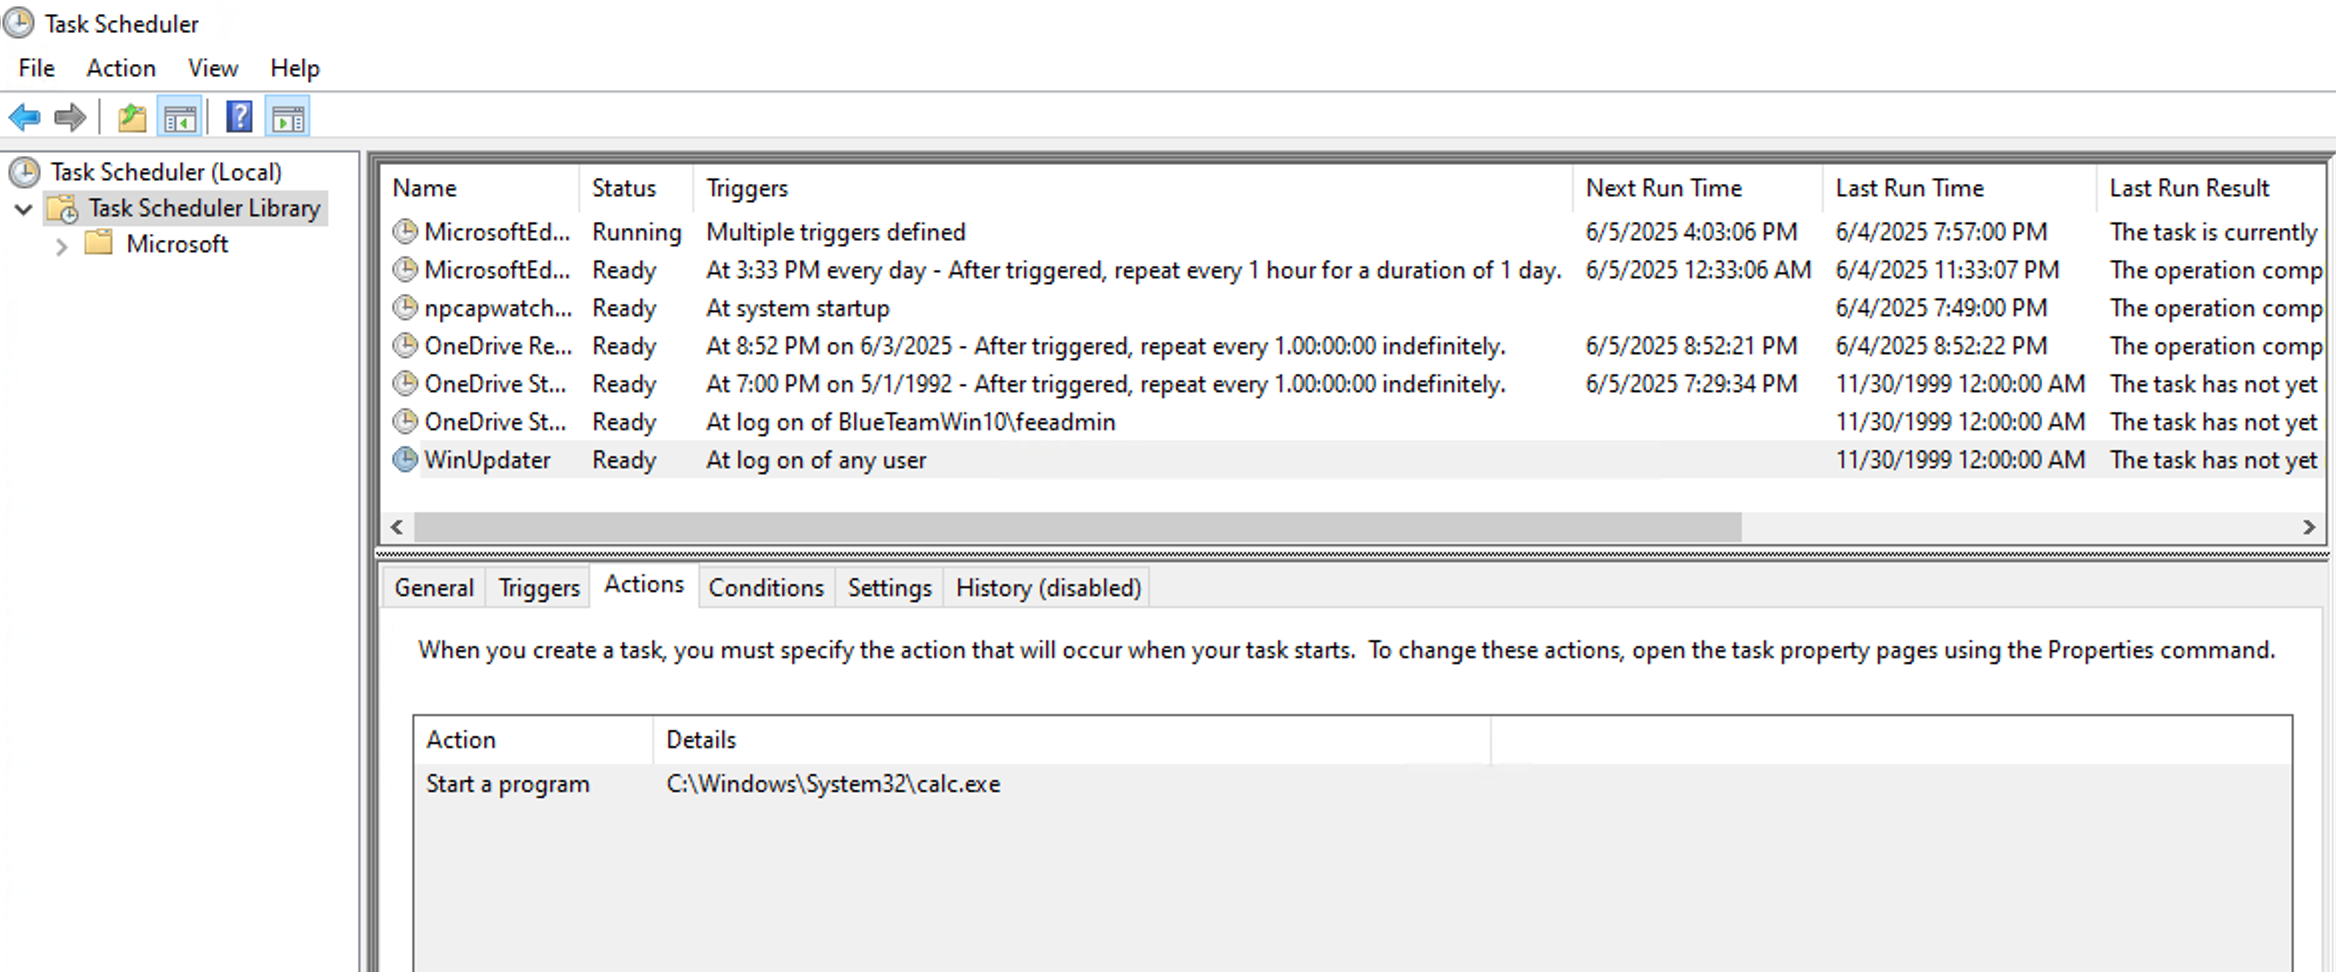 Task Scheduler
File Action View Help
Task Scheduler (Local)
Task Scheduler Library
Microsoft
Name Status Triggers Next Run Time Last Run Time Last Run Result
MicrosoftEd... Running Multiple triggers defined 6/5/2025 4:03:06 PM 6/4/2025 7:57:00 PM The task is currently
MicrosoftEd... Ready At 3:33 PM every day - After triggered, repeat every 1 hour for a duration of 1 day. 6/5/2025 12:33:06 AM 6/4/2025 11:33:07 PM The operation comp
npcapwatch... Ready At system startup 6/4/2025 7:49:00 PM The operation comp
OneDrive Re... Ready At 8:52 PM on 6/3/2025 - After triggered, repeat every 1.00:00:00 indefinitely. 6/5/2025 8:52:21 PM 6/4/2025 8:52:22 PM The operation comp
OneDrive St... Ready At 7:00 PM on 5/1/1992 - After triggered, repeat every 1.00:00:00 indefinitely. 6/5/2025 7:29:34 PM 11/30/1999 12:00:00 AM The task has not yet
OneDrive St... Ready At log on of BlueTeamWin10\feeadmin 11/30/1999 12:00:00 AM The task has not yet
WinUpdater Ready At log on of any user 11/30/1999 12:00:00 AM The task has not yet
General Triggers Actions Conditions Settings History (disabled)
When you create a task, you must specify the action that will occur when your task starts. To change these actions, open the task property pages using the Properties command.
Action Details
Start a program C:\Windows\System32\calc.exe